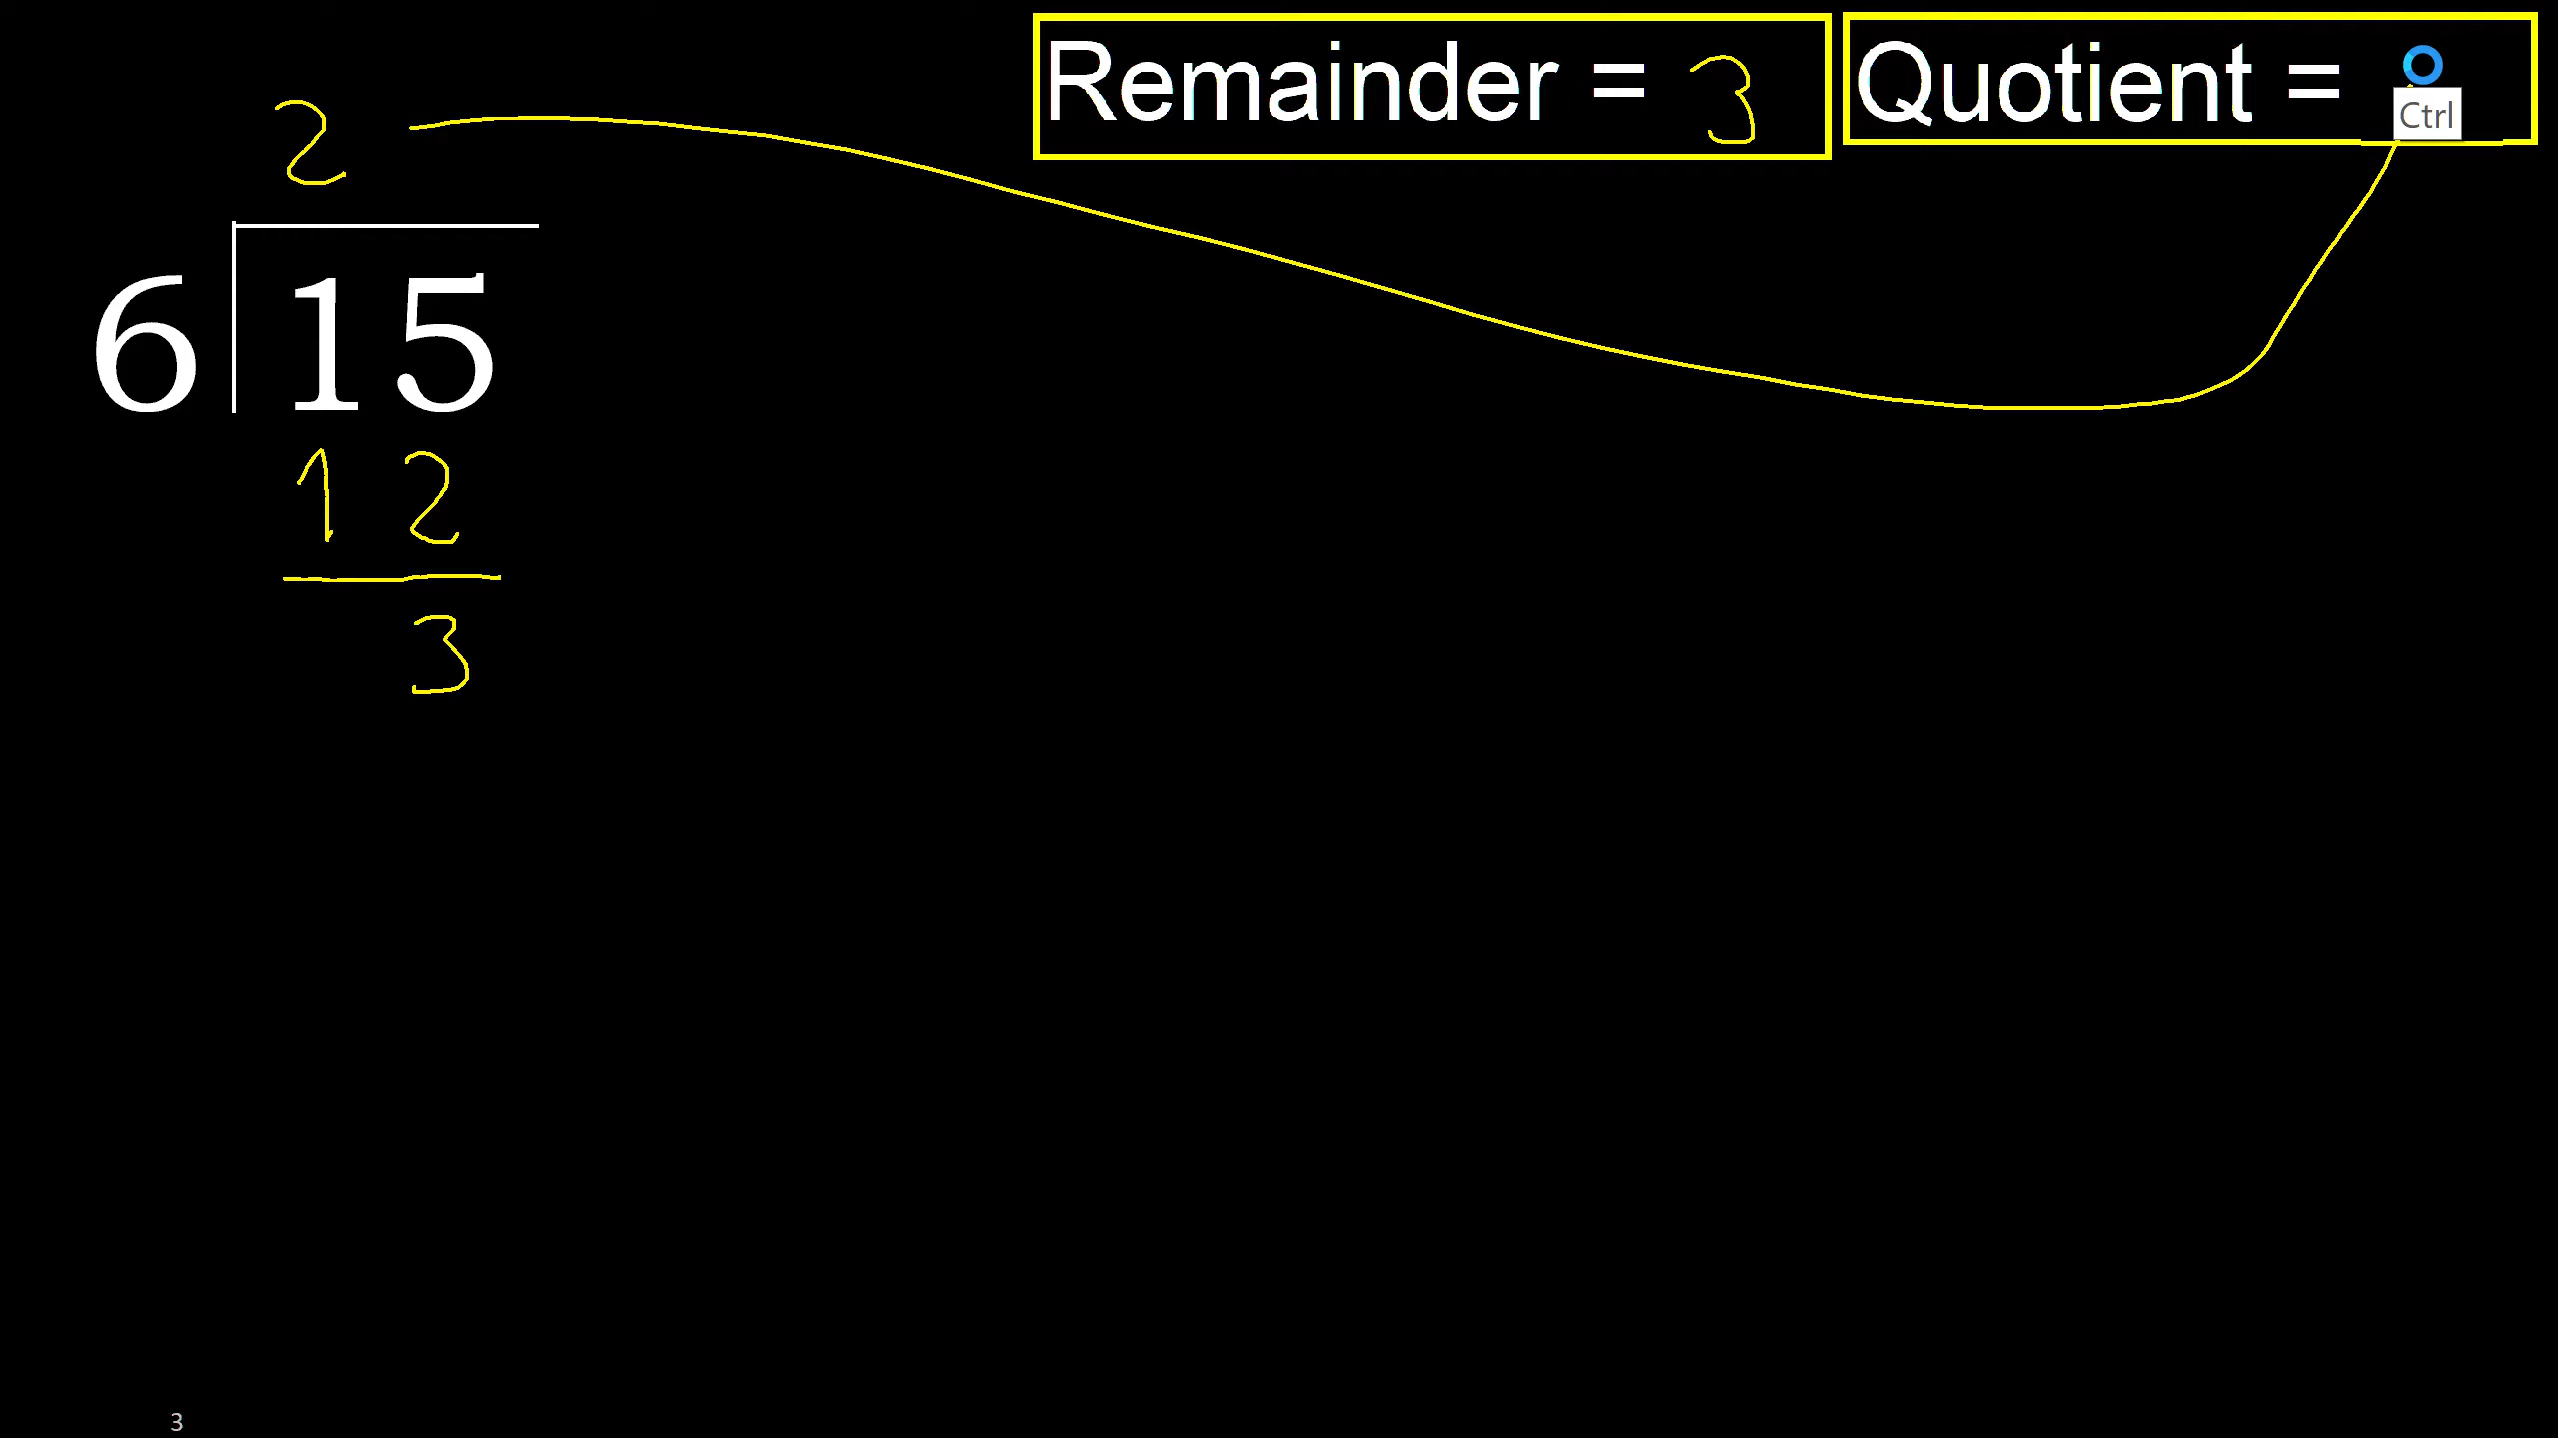 Remainder = 3
Quotient =
Ctrl
2
6 15
12
3
3